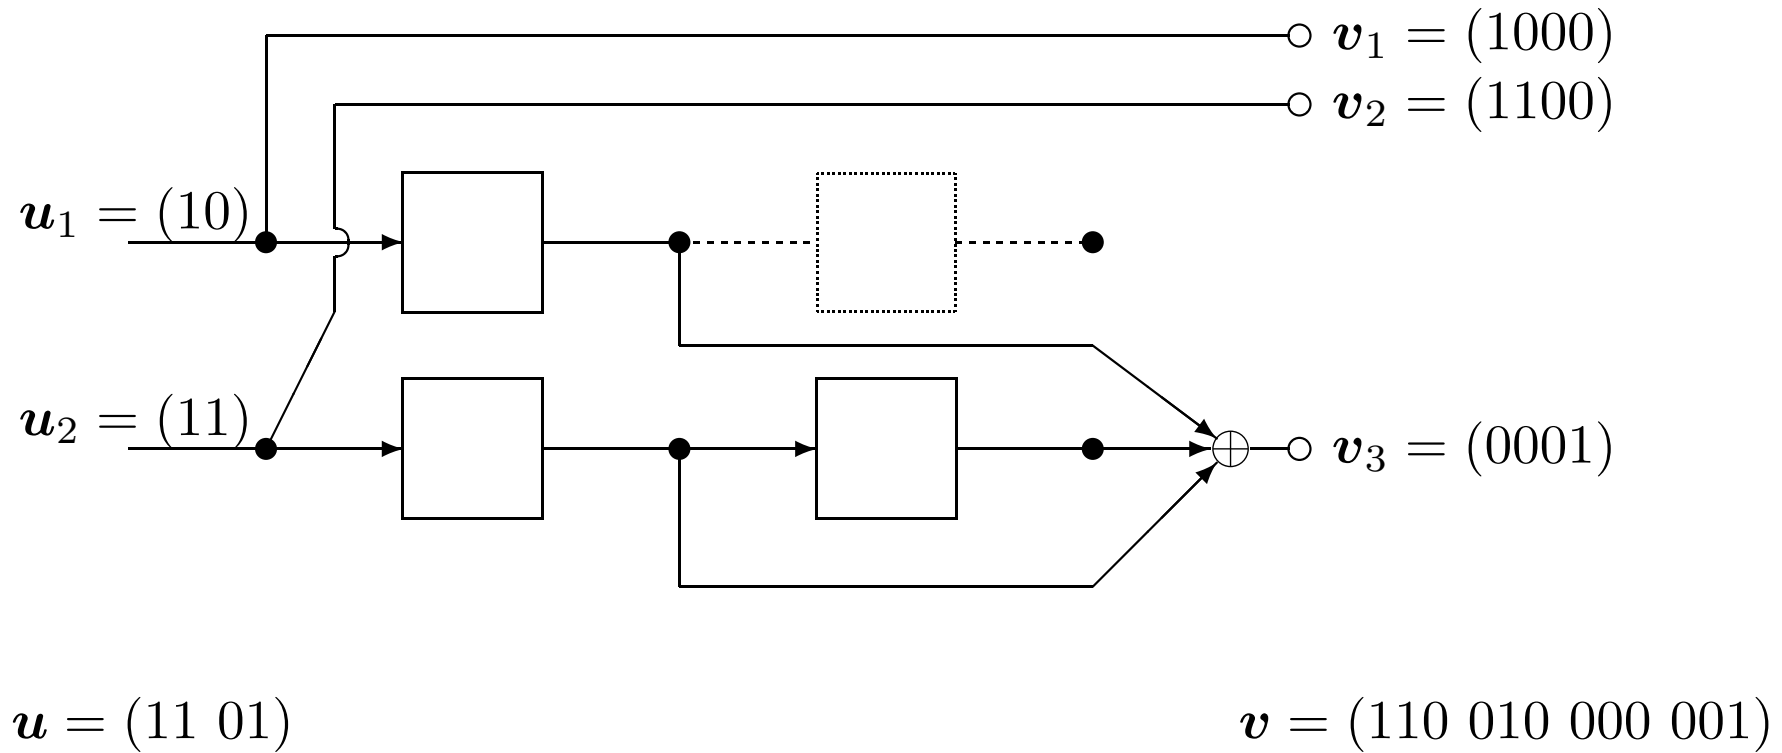 v₁ = (1000)
v₂ = (1100)
u₁ = (10)
u₂ = (11)
v₃ = (0001)
u = (11 01)
v = (110 010 000 001)